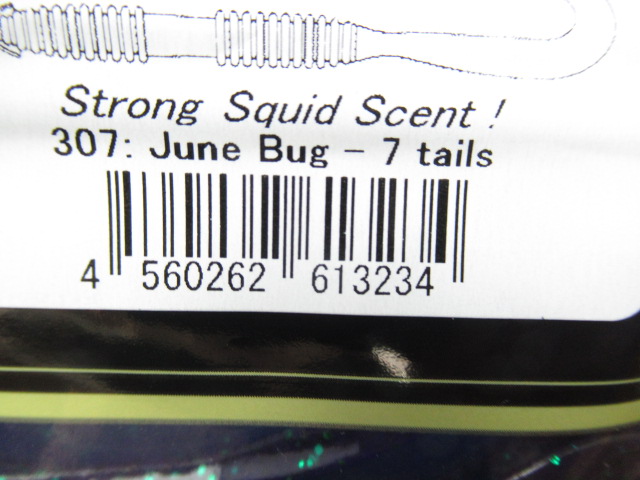 Strong Squid Scent !
307: June Bug - 7 tails
4 560262 613234